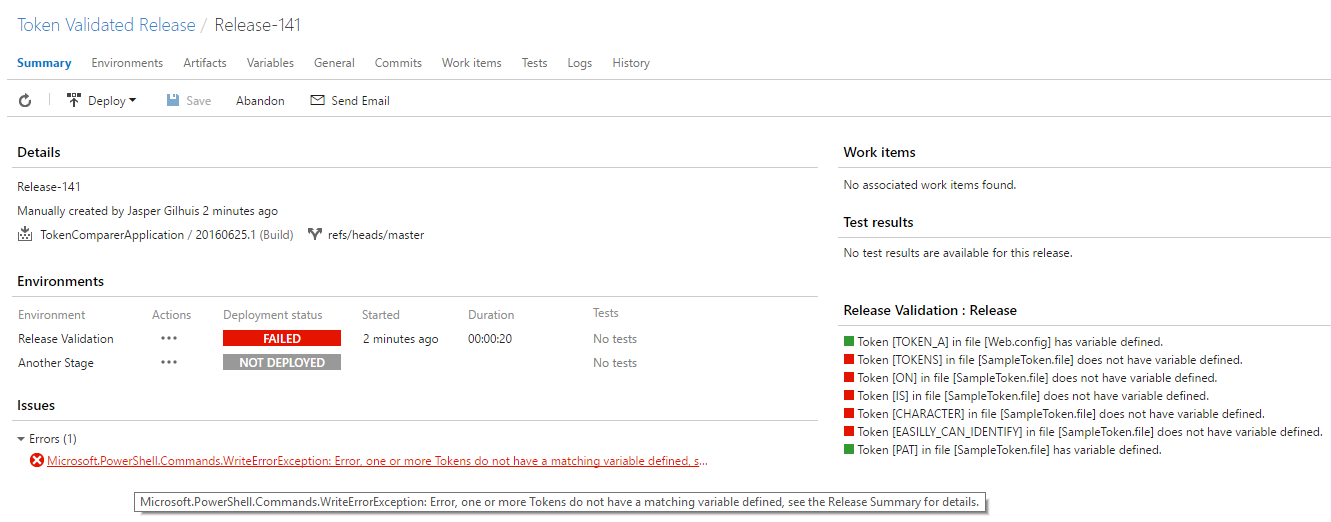 Token Validated Release / Release-141
Summary Environments Artifacts Variables General Commits Work items Tests Logs History
Deploy Save Abandon Send Email
Details
Release-141
Manually created by Jasper Gilhuis 2 minutes ago
TokenComparerApplication / 20160625.1 (Build) refs/heads/master
Environments
Environment Actions Deployment status Started Duration Tests
Release Validation ••• FAILED 2 minutes ago 00:00:20 No tests
Another Stage ••• NOT DEPLOYED No tests
Issues
Errors (1)
Microsoft.PowerShell.Commands.WriteErrorException: Error, one or more Tokens do not have a matching variable defined, s...
Microsoft.PowerShell.Commands.WriteErrorException: Error, one or more Tokens do not have a matching variable defined, see the Release Summary for details.
Work items
No associated work items found.
Test results
No test results are available for this release.
Release Validation : Release
Token [TOKEN_A] in file [Web.config] has variable defined.
Token [TOKENS] in file [SampleToken.file] does not have variable defined.
Token [ON] in file [SampleToken.file] does not have variable defined.
Token [IS] in file [SampleToken.file] does not have variable defined.
Token [CHARACTER] in file [SampleToken.file] does not have variable defined.
Token [EASILLY_CAN_IDENTIFY] in file [SampleToken.file] does not have variable defined.
Token [PAT] in file [SampleToken.file] has variable defined.